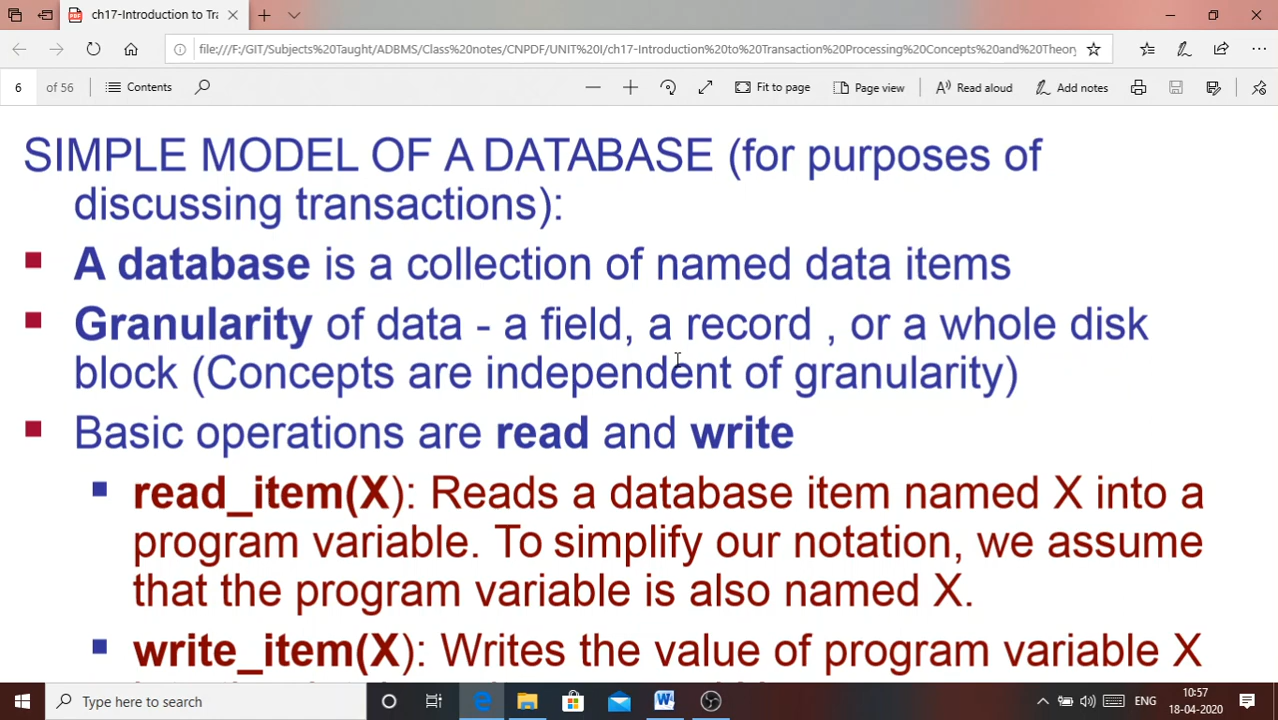 ch17-Introduction to Tra
file:///F:/GIT/Subjects%20Taught/ADBMS/Class%20notes/CNPDF/UNIT%20I/ch17-Introduction%20to%20Transaction%20Processing%20Concepts%20and%20Theory
6 of 56 Contents Fit to page Page view Read aloud Add notes
SIMPLE MODEL OF A DATABASE (for purposes of
discussing transactions):
A database is a collection of named data items
Granularity of data - a field, a record , or a whole disk
block (Concepts are independent of granularity)
Basic operations are read and write
read_item(X): Reads a database item named X into a
program variable. To simplify our notation, we assume
that the program variable is also named X.
write_item(X): Writes the value of program variable X
Type here to search
ENG
10:57
18-04-2020